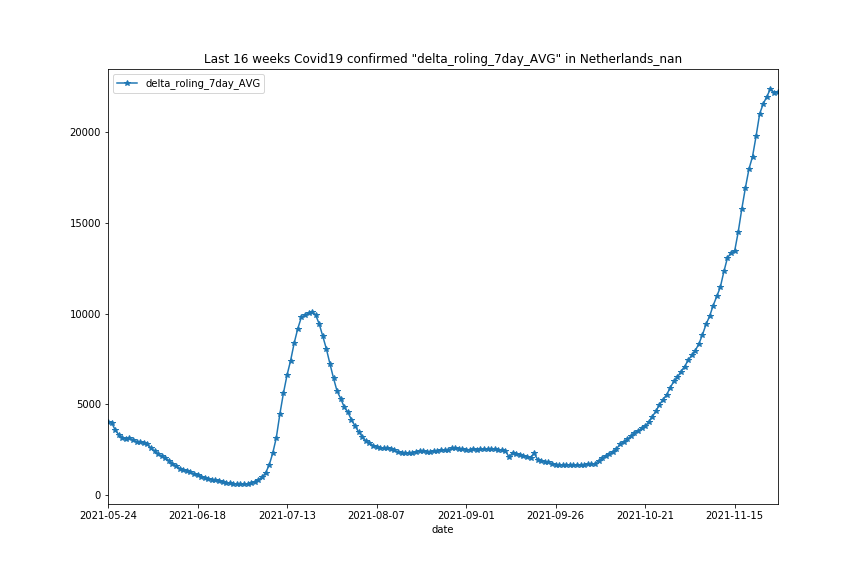 Last 16 weeks Covid19 confirmed "delta_roling_7day_AVG" in Netherlands_nan
delta_roling_7day_AVG
20000
15000
10000
5000
0
2021-05-24 2021-06-18 2021-07-13 2021-08-07 2021-09-01 2021-09-26 2021-10-21 2021-11-15
date